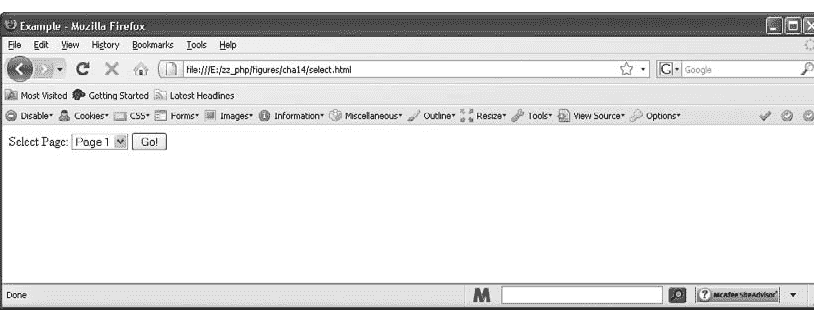 Example - Mozilla Firefox
File Edit View History Bookmarks Tools Help
file:///E:/zz_php/figures/cha14/select.html G Google
Most Visited Getting Started Latest Headlines
Disable Cookies CSS Forms Images Information Miscellaneous Outline Resize Tools View Source Options
Select Page: Page 1 Go!
Done M ? McAfee SiteAdvisor